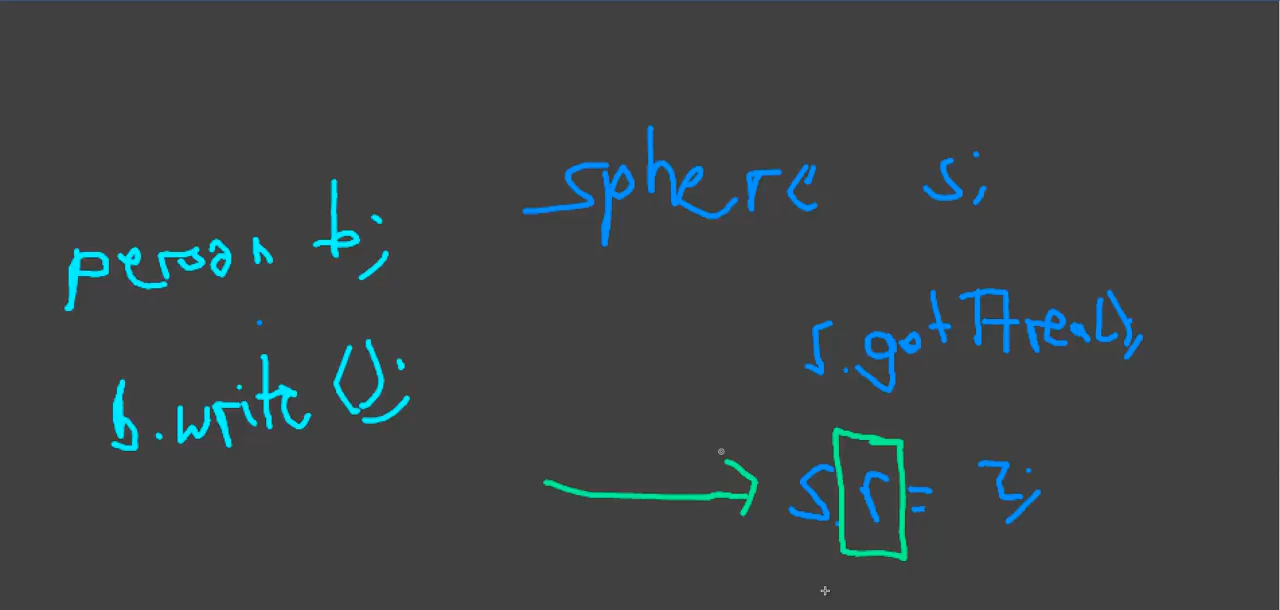 person b;
b.write();
sphere s;
s.getArea();
s.r = 3;